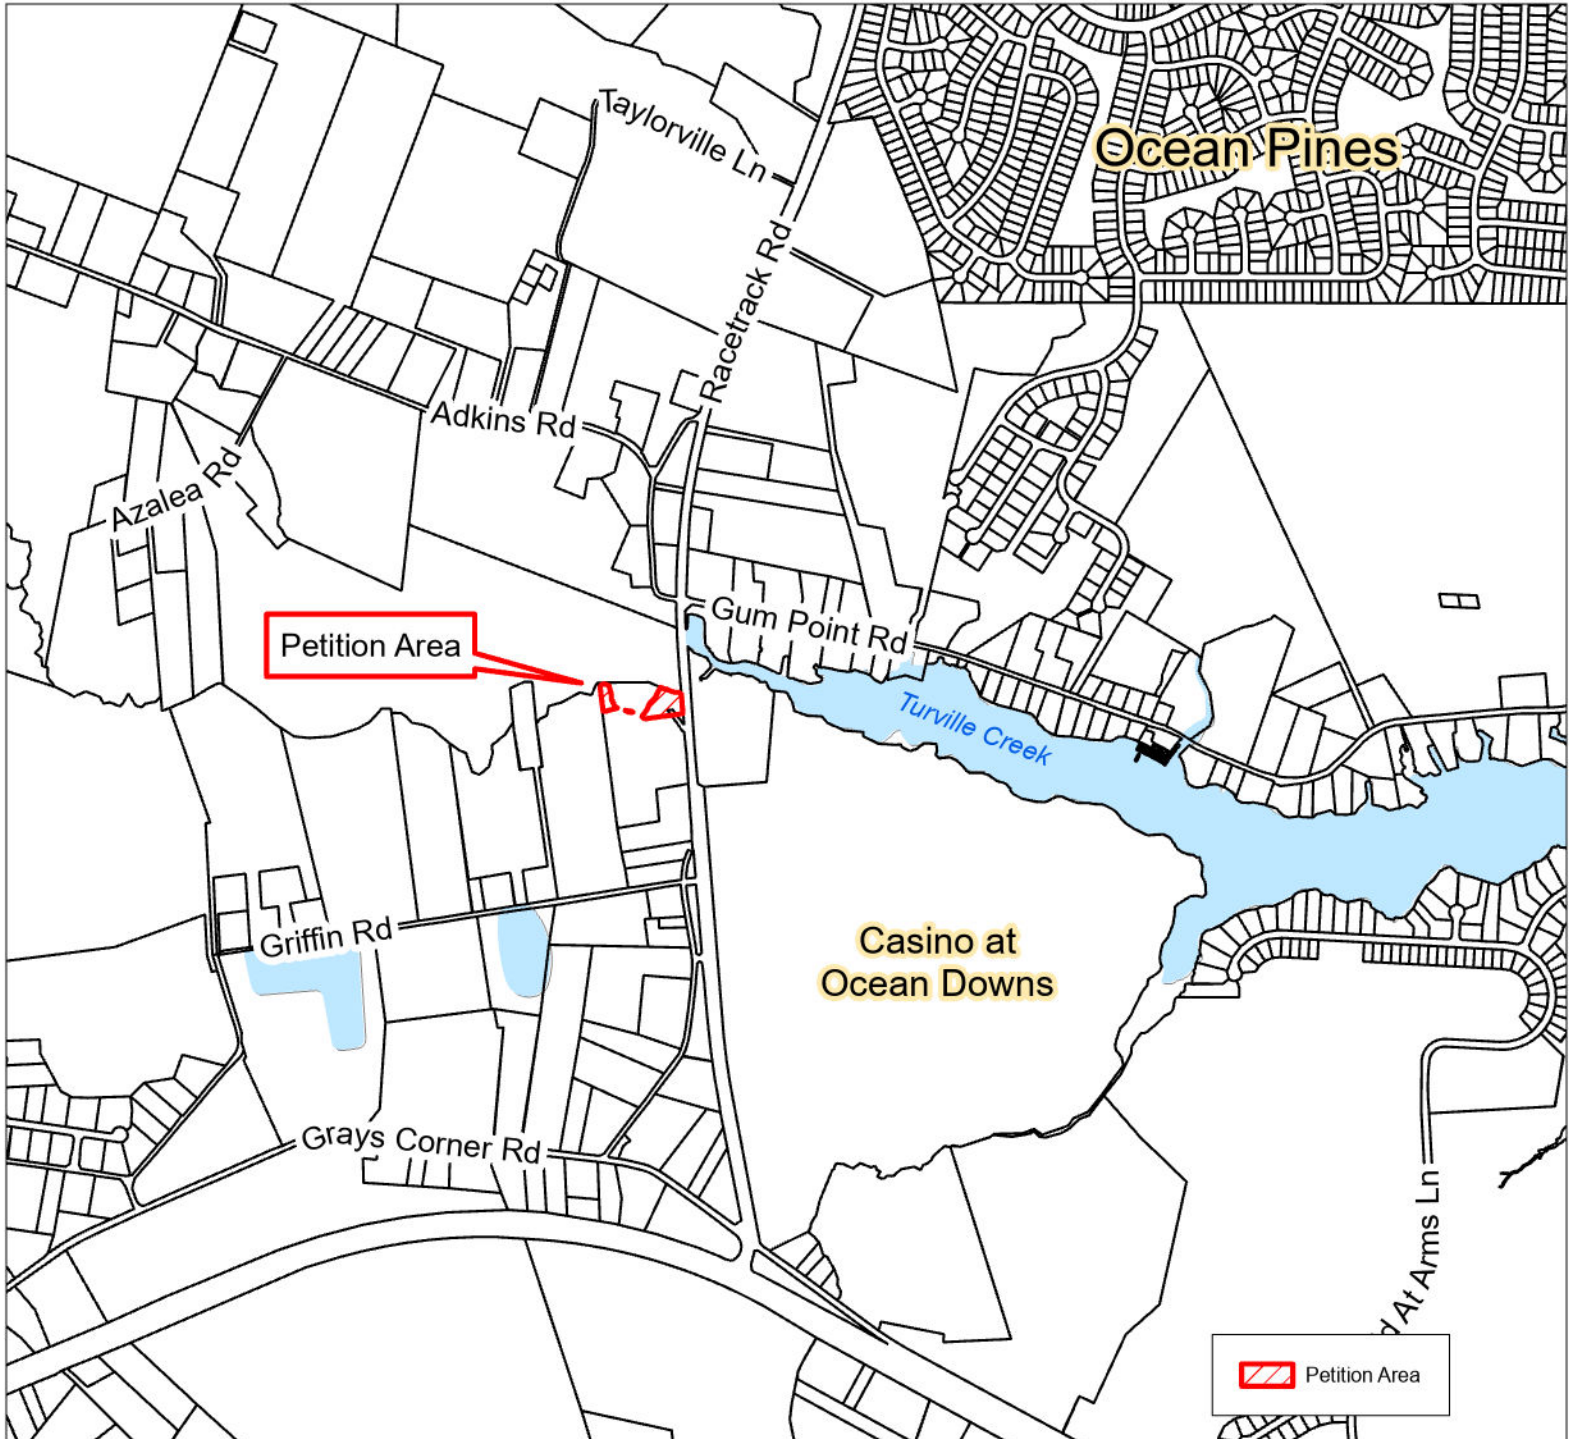 Taylorville Ln
Ocean Pines
Racetrack Rd
Adkins Rd
Azalea Rd
Gum Point Rd
Petition Area
Turville Creek
Casino at
Ocean Downs
Griffin Rd
Grays Corner Rd
d At Arms Ln
Petition Area